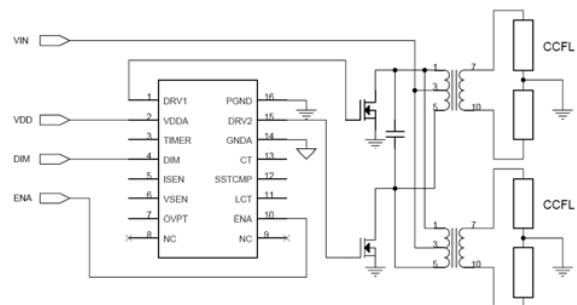 VIN
VDD
DIM
ENA
1 DRV1 PGND 16
2 VDDA DRV2 15
3 TIMER GNDA 14
4 DIM CT 13
5 ISEN SSTCMP 12
6 VSEN LCT 11
7 OVPT ENA 10
8 NC NC 9
1 7
3
5 10
CCFL
1 7
3
5 10
CCFL